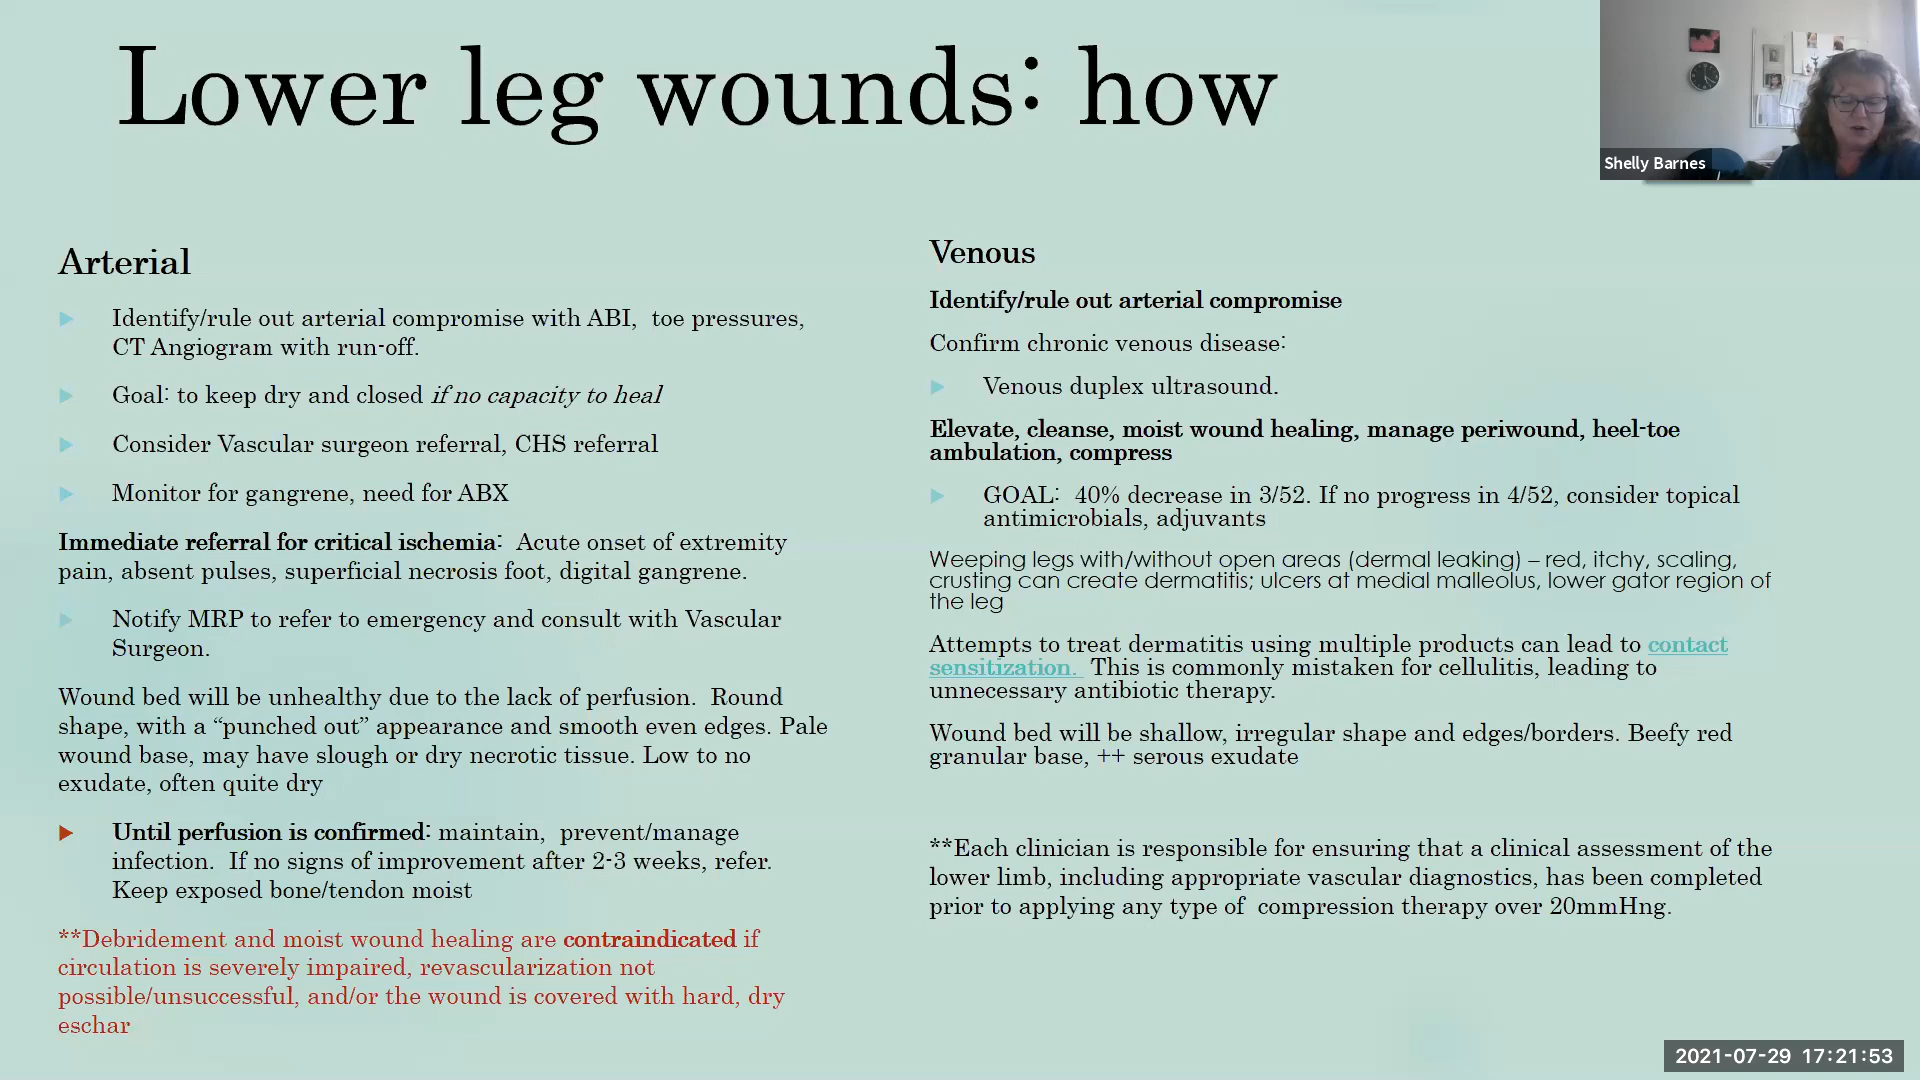 Lower leg wounds: how
Shelly Barnes
Arterial
Identify/rule out arterial compromise with ABI, toe pressures,
CT Angiogram with run-off.
Goal: to keep dry and closed if no capacity to heal
Consider Vascular surgeon referral, CHS referral
Monitor for gangrene, need for ABX
Immediate referral for critical ischemia: Acute onset of extremity
pain, absent pulses, superficial necrosis foot, digital gangrene.
Notify MRP to refer to emergency and consult with Vascular
Surgeon.
Wound bed will be unhealthy due to the lack of perfusion. Round
shape, with a “punched out” appearance and smooth even edges. Pale
wound base, may have slough or dry necrotic tissue. Low to no
exudate, often quite dry
Until perfusion is confirmed: maintain, prevent/manage
infection. If no signs of improvement after 2-3 weeks, refer.
Keep exposed bone/tendon moist
**Debridement and moist wound healing are contraindicated if
circulation is severely impaired, revascularization not
possible/unsuccessful, and/or the wound is covered with hard, dry
eschar
Venous
Identify/rule out arterial compromise
Confirm chronic venous disease:
Venous duplex ultrasound.
Elevate, cleanse, moist wound healing, manage periwound, heel-toe
ambulation, compress
GOAL: 40% decrease in 3/52. If no progress in 4/52, consider topical
antimicrobials, adjuvants
Weeping legs with/without open areas (dermal leaking) – red, itchy, scaling,
crusting can create dermatitis; ulcers at medial malleolus, lower gator region of
the leg
Attempts to treat dermatitis using multiple products can lead to contact
sensitization. This is commonly mistaken for cellulitis, leading to
unnecessary antibiotic therapy.
Wound bed will be shallow, irregular shape and edges/borders. Beefy red
granular base, ++ serous exudate
**Each clinician is responsible for ensuring that a clinical assessment of the
lower limb, including appropriate vascular diagnostics, has been completed
prior to applying any type of compression therapy over 20mmHng.
2021-07-29 17:21:53